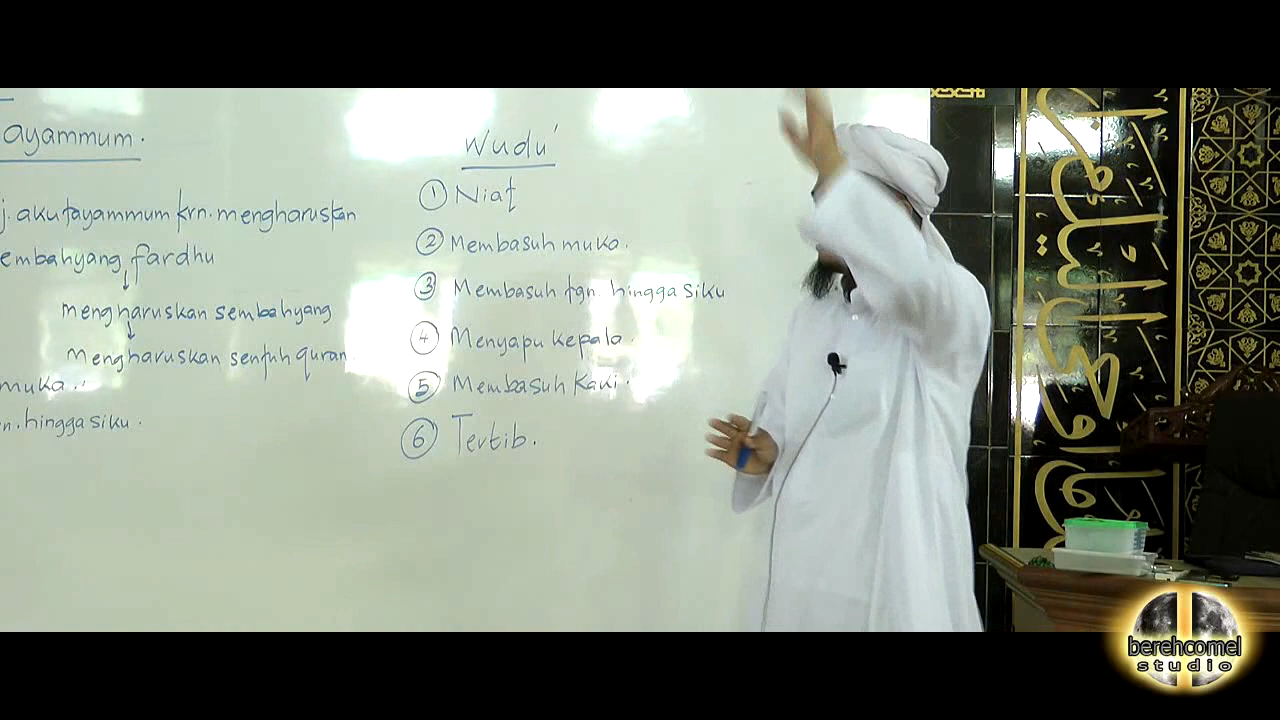 ayammum.
j. aku tayammum krn. mengharuskan
embahyang fardhu
mengharuskan sembahyang
mengharuskan sentuh quran.
muka.
n. hingga siku.
Wudu'
① Niat
② Membasuh muka.
③ Membasuh tgn. hingga siku
④ Menyapu kepala.
⑤ Membasuh Kaki.
⑥ Tertib.
berehcomel
studio